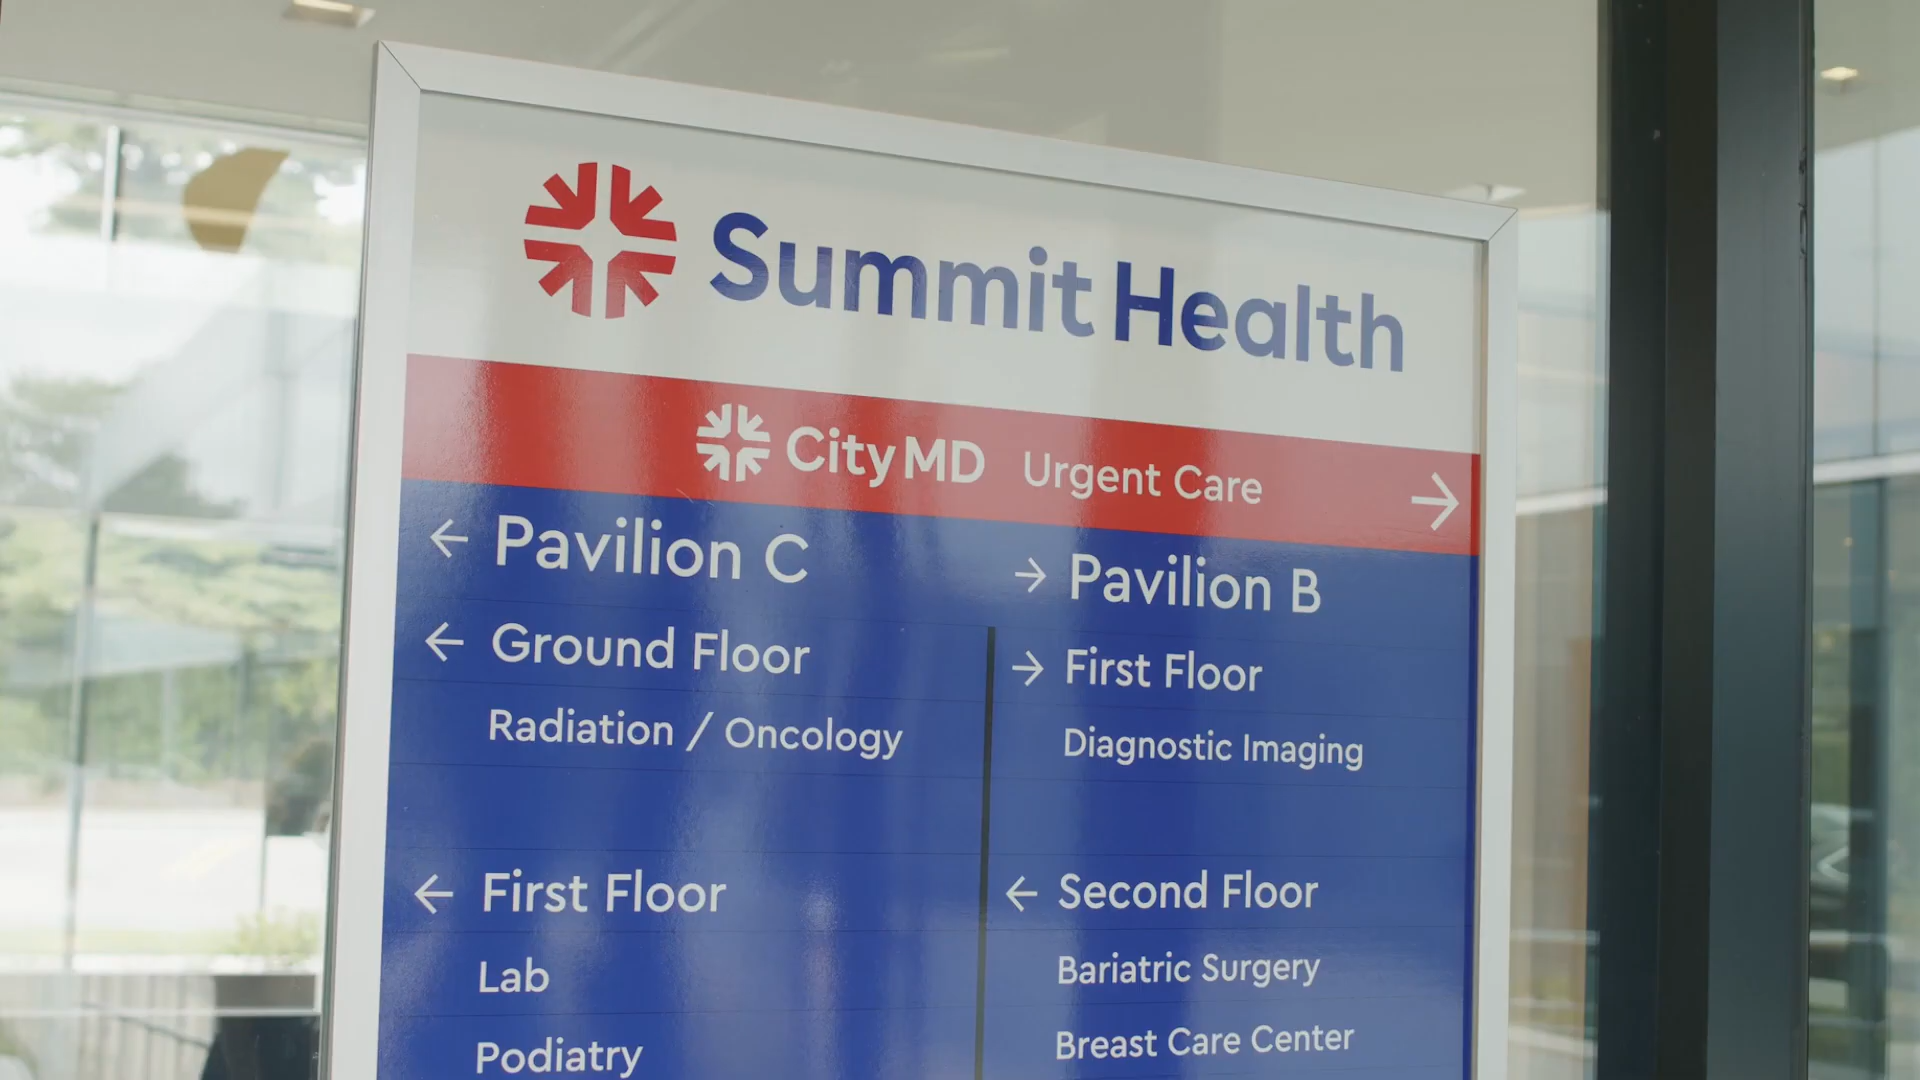 Summit Health
CityMD Urgent Care →
← Pavilion C
← Ground Floor
Radiation / Oncology
← First Floor
Lab
Podiatry
→ Pavilion B
→ First Floor
Diagnostic Imaging
← Second Floor
Bariatric Surgery
Breast Care Center